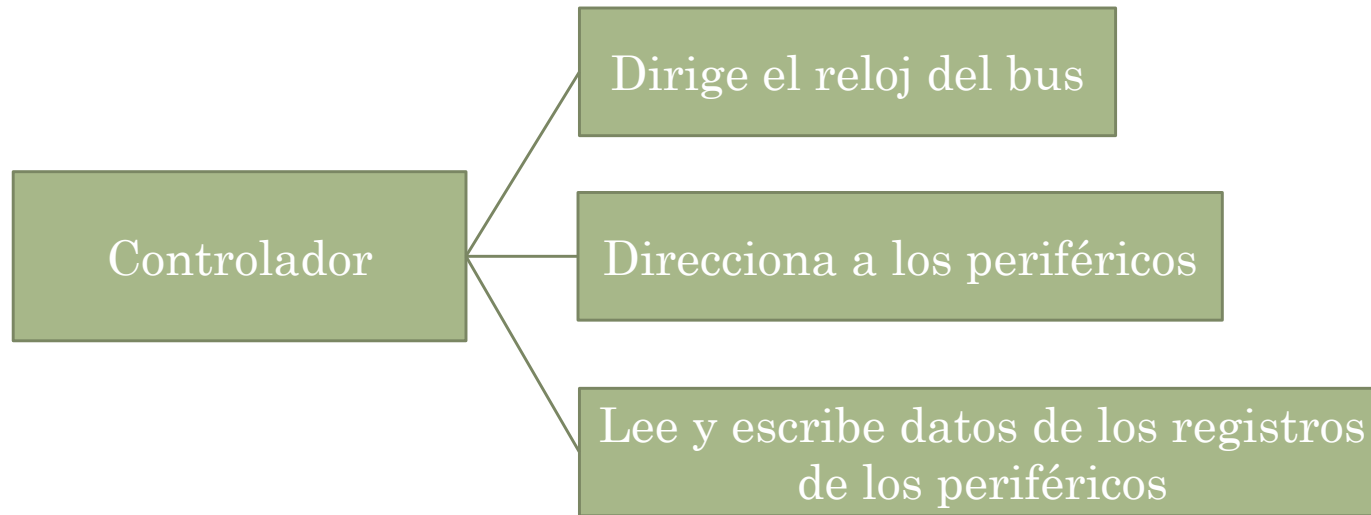 Dirige el reloj del bus
Controlador
Direcciona a los periféricos
Lee y escribe datos de los registros
de los periféricos